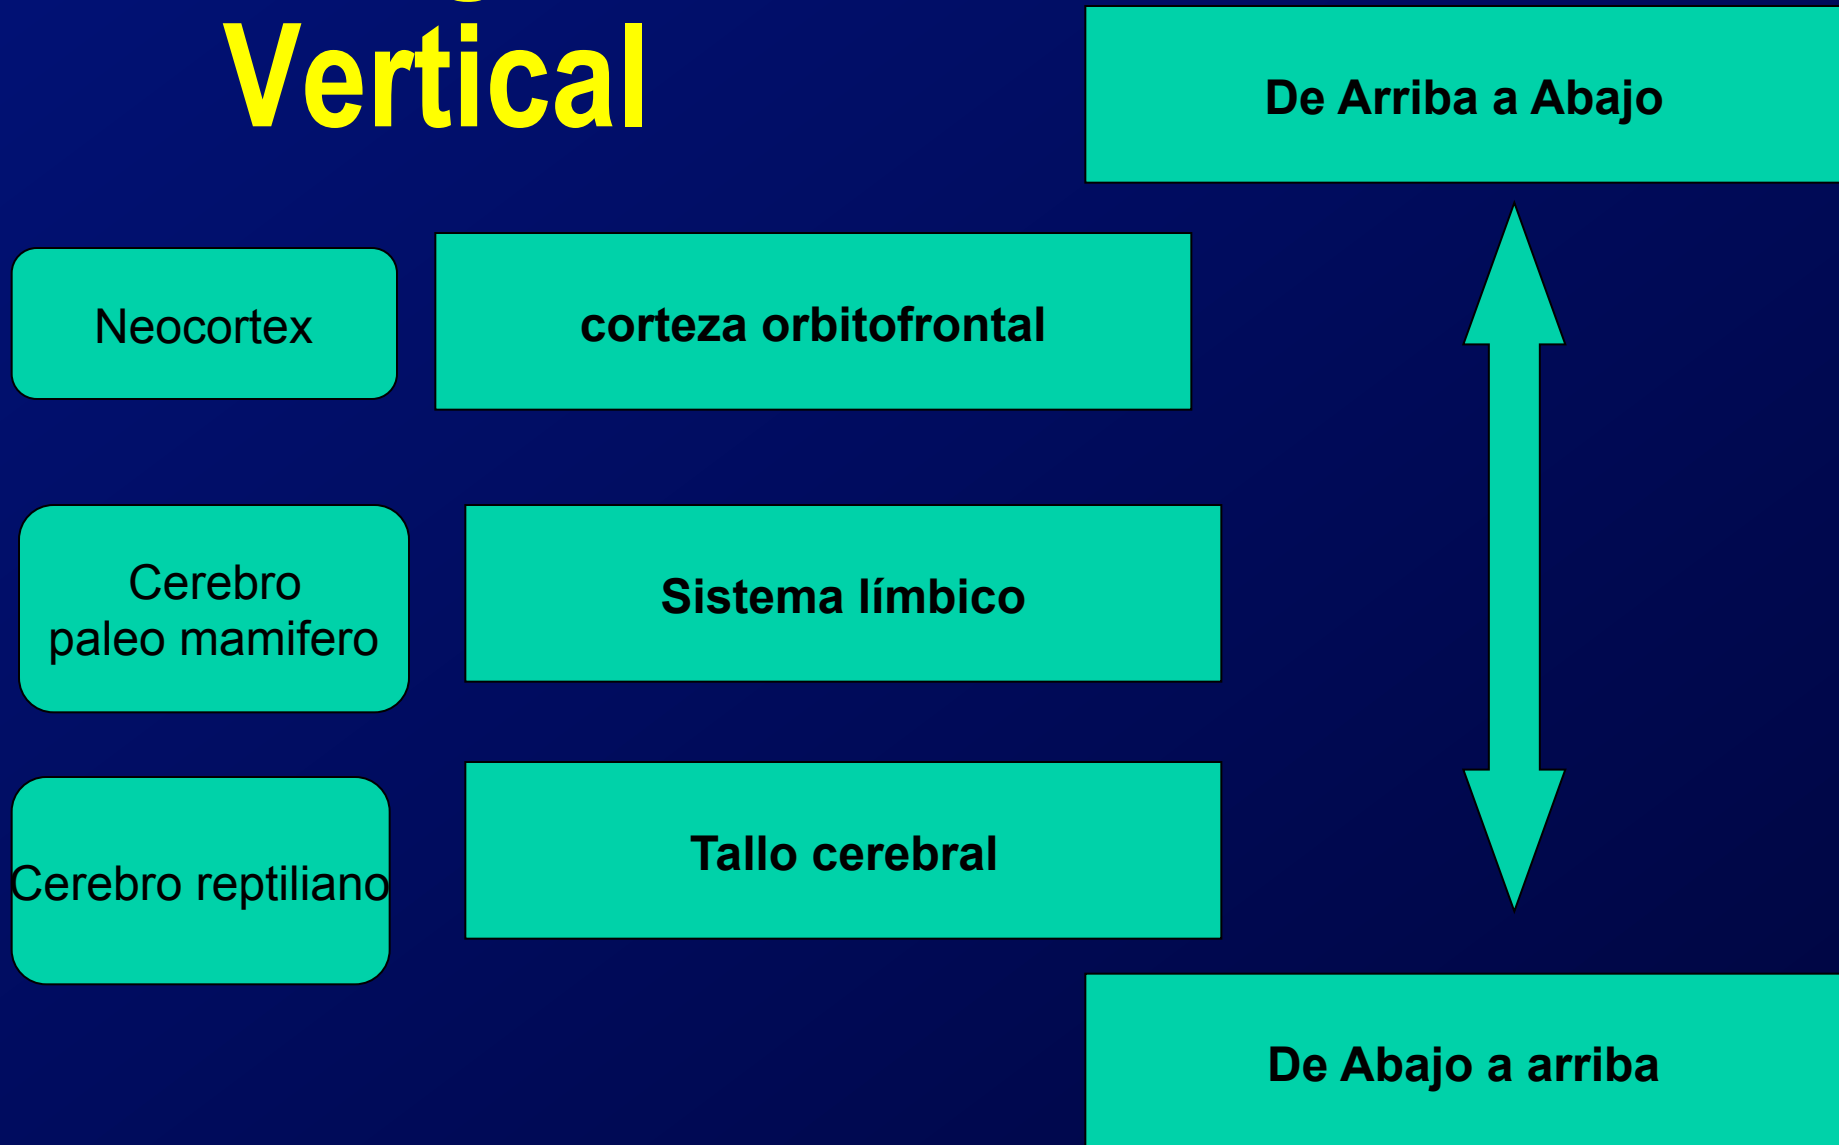 Vertical
De Arriba a Abajo
Neocortex
corteza orbitofrontal
Cerebro
paleo mamifero
Sistema límbico
Cerebro reptiliano
Tallo cerebral
De Abajo a arriba